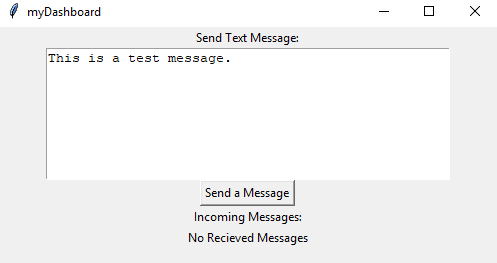 myDashboard
Send Text Message:
This is a test message.
Send a Message
Incoming Messages:
No Recieved Messages